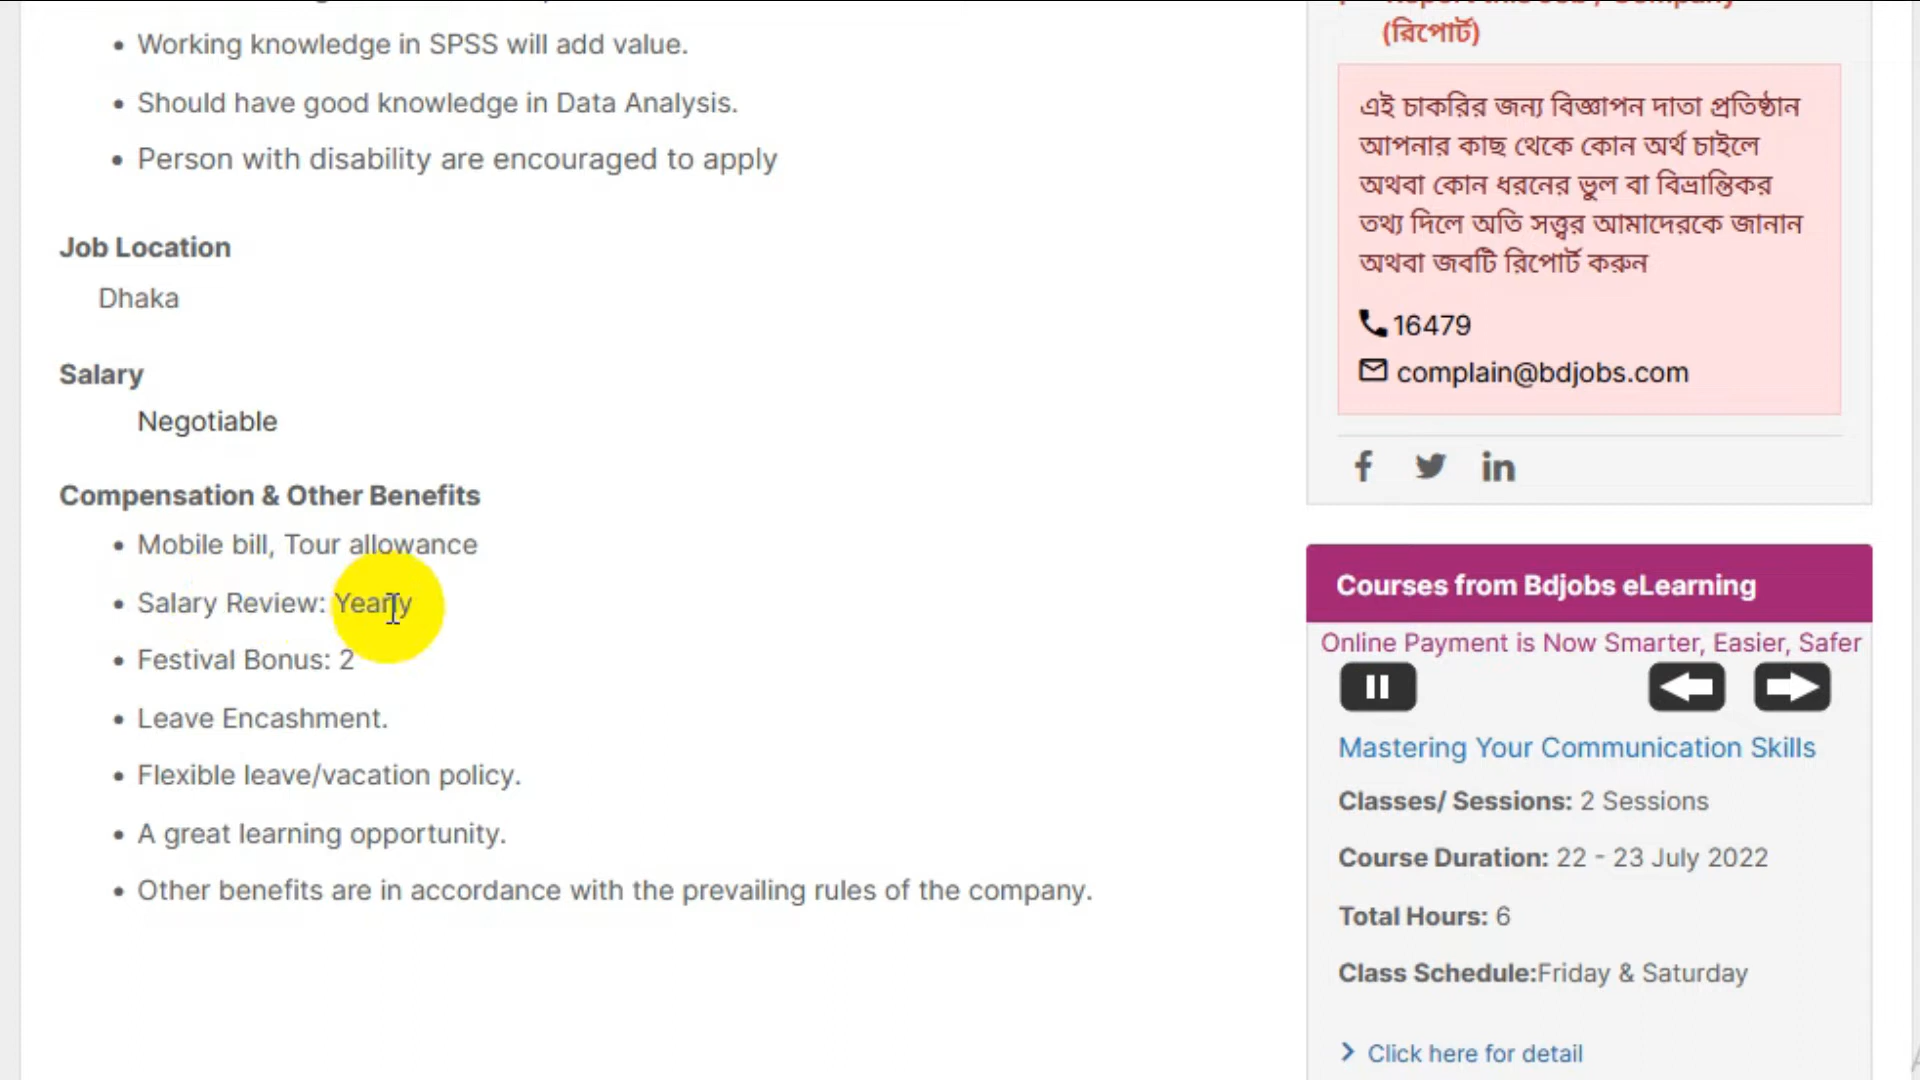 Working knowledge in SPSS will add value.
Should have good knowledge in Data Analysis.
Person with disability are encouraged to apply
Job Location
Dhaka
Salary
Negotiable
Compensation & Other Benefits
Mobile bill, Tour allowance
Salary Review: Yearly
Festival Bonus: 2
Leave Encashment.
Flexible leave/vacation policy.
A great learning opportunity.
Other benefits are in accordance with the prevailing rules of the company.
Report this Job / Company
(রিপোর্ট)
এই চাকরির জন্য বিজ্ঞাপন দাতা প্রতিষ্ঠান
আপনার কাছ থেকে কোন অর্থ চাইলে
অথবা কোন ধরনের ভুল বা বিভ্রান্তিকর
তথ্য দিলে অতি সত্ত্বর আমাদেরকে জানান
অথবা জবটি রিপোর্ট করুন
16479
complain@bdjobs.com
Courses from Bdjobs eLearning
Online Payment is Now Smarter, Easier, Safer
Mastering Your Communication Skills
Classes/ Sessions: 2 Sessions
Course Duration: 22 - 23 July 2022
Total Hours: 6
Class Schedule:Friday & Saturday
Click here for detail